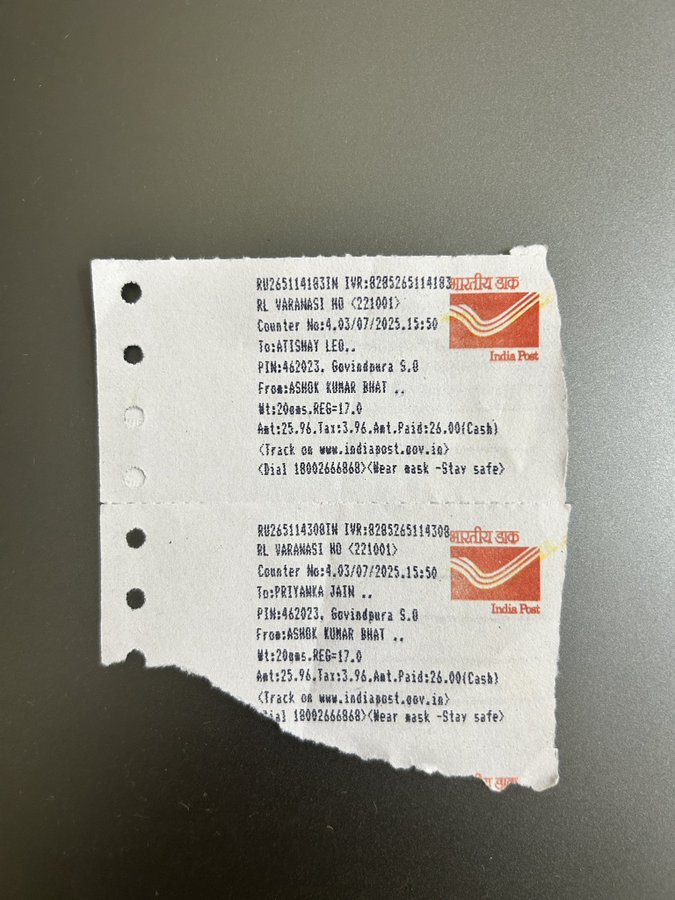 RU265114183IN IVR:8285265114183
भारतीय डाक
RL VARANASI HO <221001>
Counter No:4,03/07/2025,15:50
India Post
To:ATISHAY LEO,.
PIN:462023, Govindpura S.O
From:ASHOK KUMAR BHAT ..
Wt:20gms,REG=17.0
Amt:25.96,Tax:3.96,Amt.Paid:26.00(Cash)
<Track on www.indiapost.gov.in>
<Dial 18002666868><Wear mask -Stay safe>
RU265114308IN IVR:8285265114308
भारतीय डाक
RL VARANASI HO <221001>
Counter No:4,03/07/2025,15:50
To:PRIYANKA JAIN ..
India Post
PIN:462023, Govindpura S.O
From:ASHOK KUMAR BHAT ..
Wt:20gms,REG=17.0
Amt:25.96,Tax:3.96,Amt.Paid:26.00(Cash)
<Track on www.indiapost.gov.in>
18002666868><Wear mask -Stay safe>